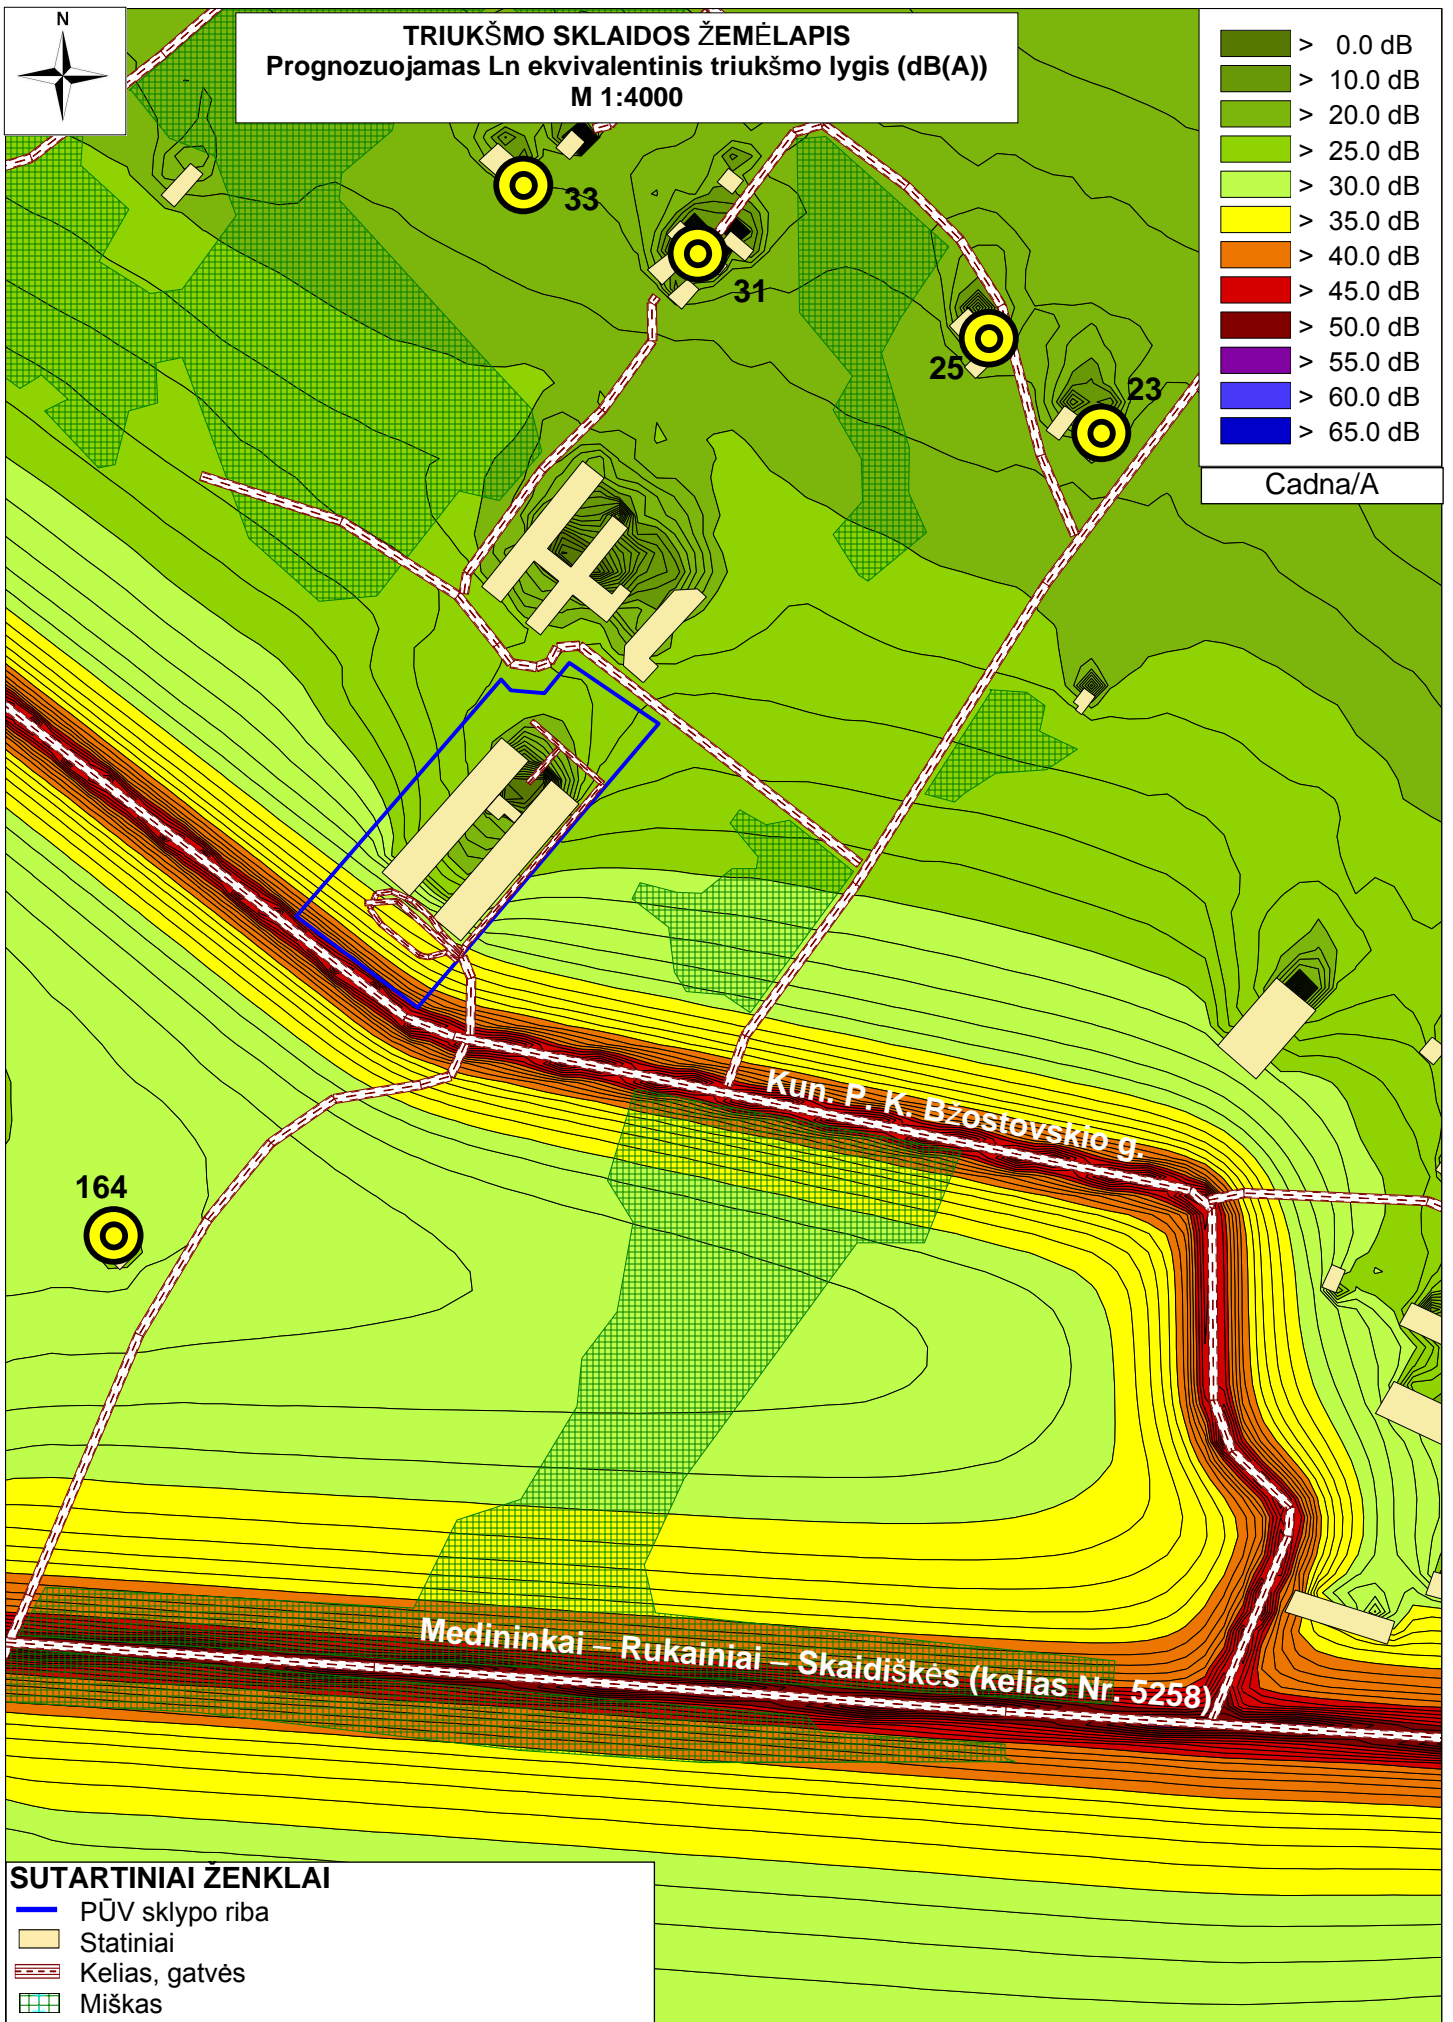 N
TRIUKŠMO SKLAIDOS ŽEMĖLAPIS
Prognozuojamas Ln ekvivalentinis triukšmo lygis (dB(A))
M 1:4000
> 0.0 dB
> 10.0 dB
> 20.0 dB
> 25.0 dB
> 30.0 dB
> 35.0 dB
> 40.0 dB
> 45.0 dB
> 50.0 dB
> 55.0 dB
> 60.0 dB
> 65.0 dB
Cadna/A
33
31
25
23
Kun. P. K. Bžostovskio g.
164
Medininkai – Rukainiai – Skaidiškės (kelias Nr. 5258)
SUTARTINIAI ŽENKLAI
PŪV sklypo riba
Statiniai
Kelias, gatvės
Miškas